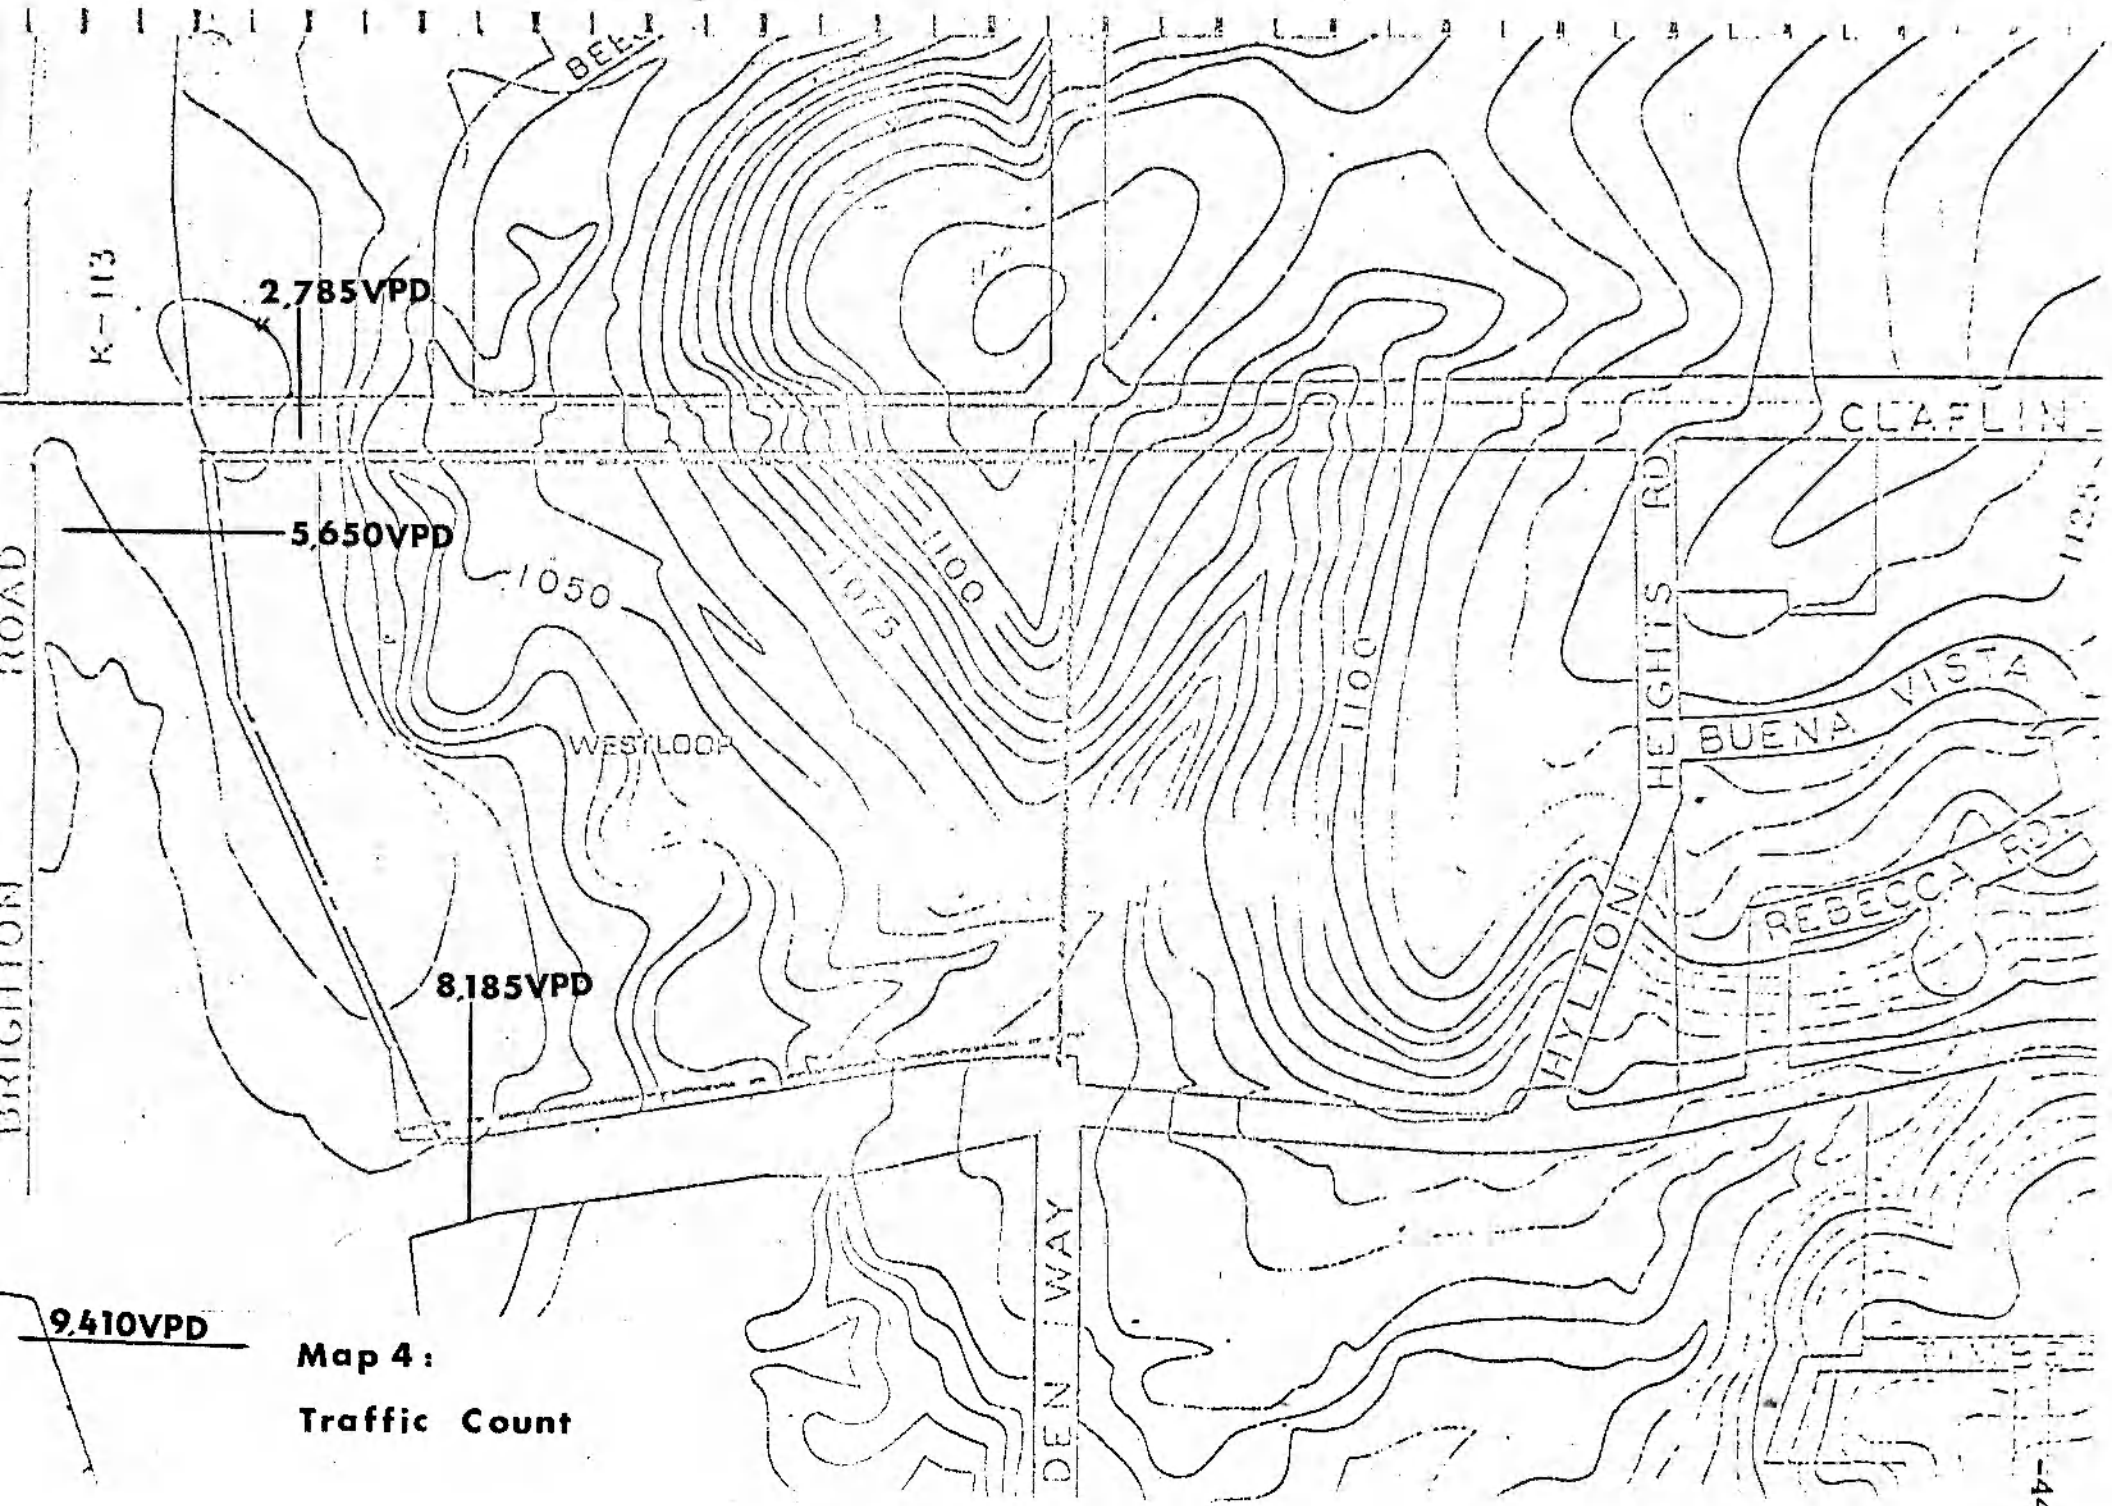 K-113
2,785VPD
CLAFLIN
5,650VPD
1050
1075
1100
1100
1125
ROAD
BRIGHTON
HEIGHTS RD
HYLTON
BUENA VISTA
WESTLOOP
REBECCA RD
8,185VPD
DEN WAY
9,410VPD
Map 4:
Traffic Count